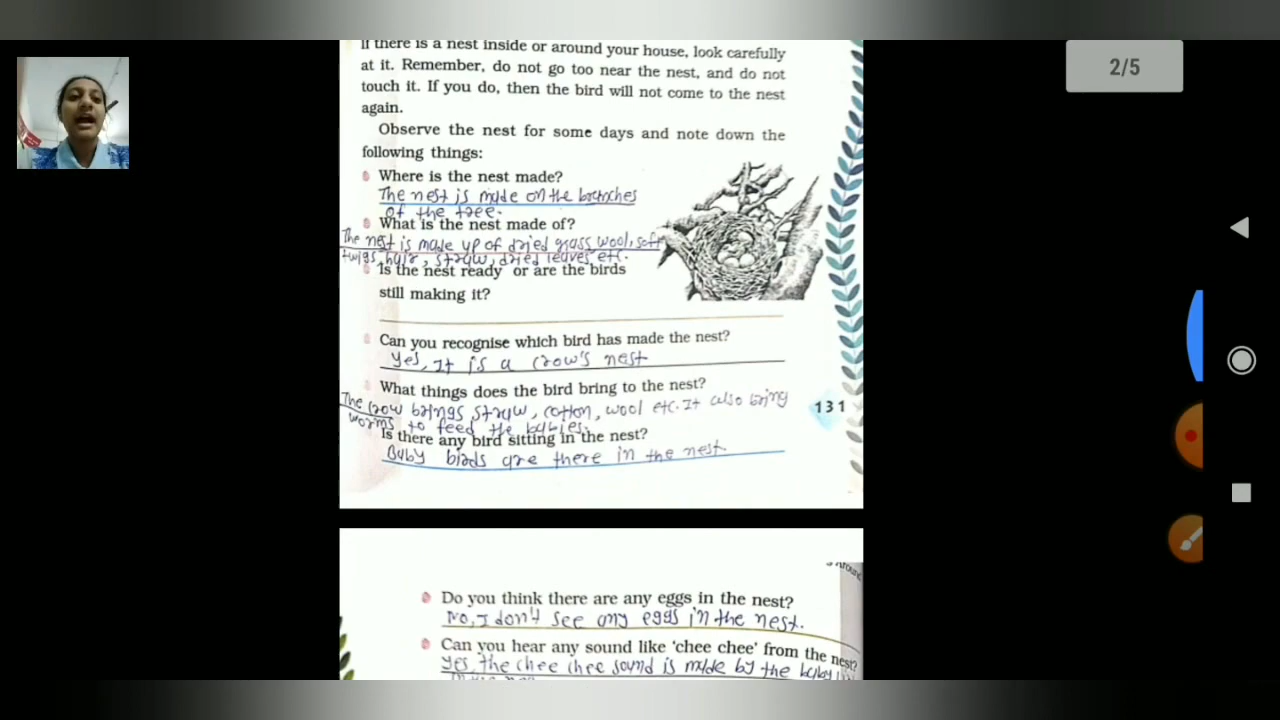 2/5
If there is a nest inside or around your house, look carefully
at it. Remember, do not go too near the nest, and do not
touch it. If you do, then the bird will not come to the nest
again.
Observe the nest for some days and note down the
following things:
Where is the nest made?
The nest is made on the branches
of the tree.
What is the nest made of?
The nest is made up of dried grass, wool, soft
twigs, hair, straw, dried leaves etc.
Is the nest ready or are the birds
still making it?
Can you recognise which bird has made the nest?
Yes, It is a crow's nest
What things does the bird bring to the nest?
The crow brings straw, cotton, wool etc. It also bring
worms to feed the babies.
131
Is there any bird sitting in the nest?
Baby birds are there in the nest.
Around
Do you think there are any eggs in the nest?
No, I don't see any eggs in the nest.
Can you hear any sound like 'chee chee' from the nest?
Yes, the chee chee sound is made by the baby